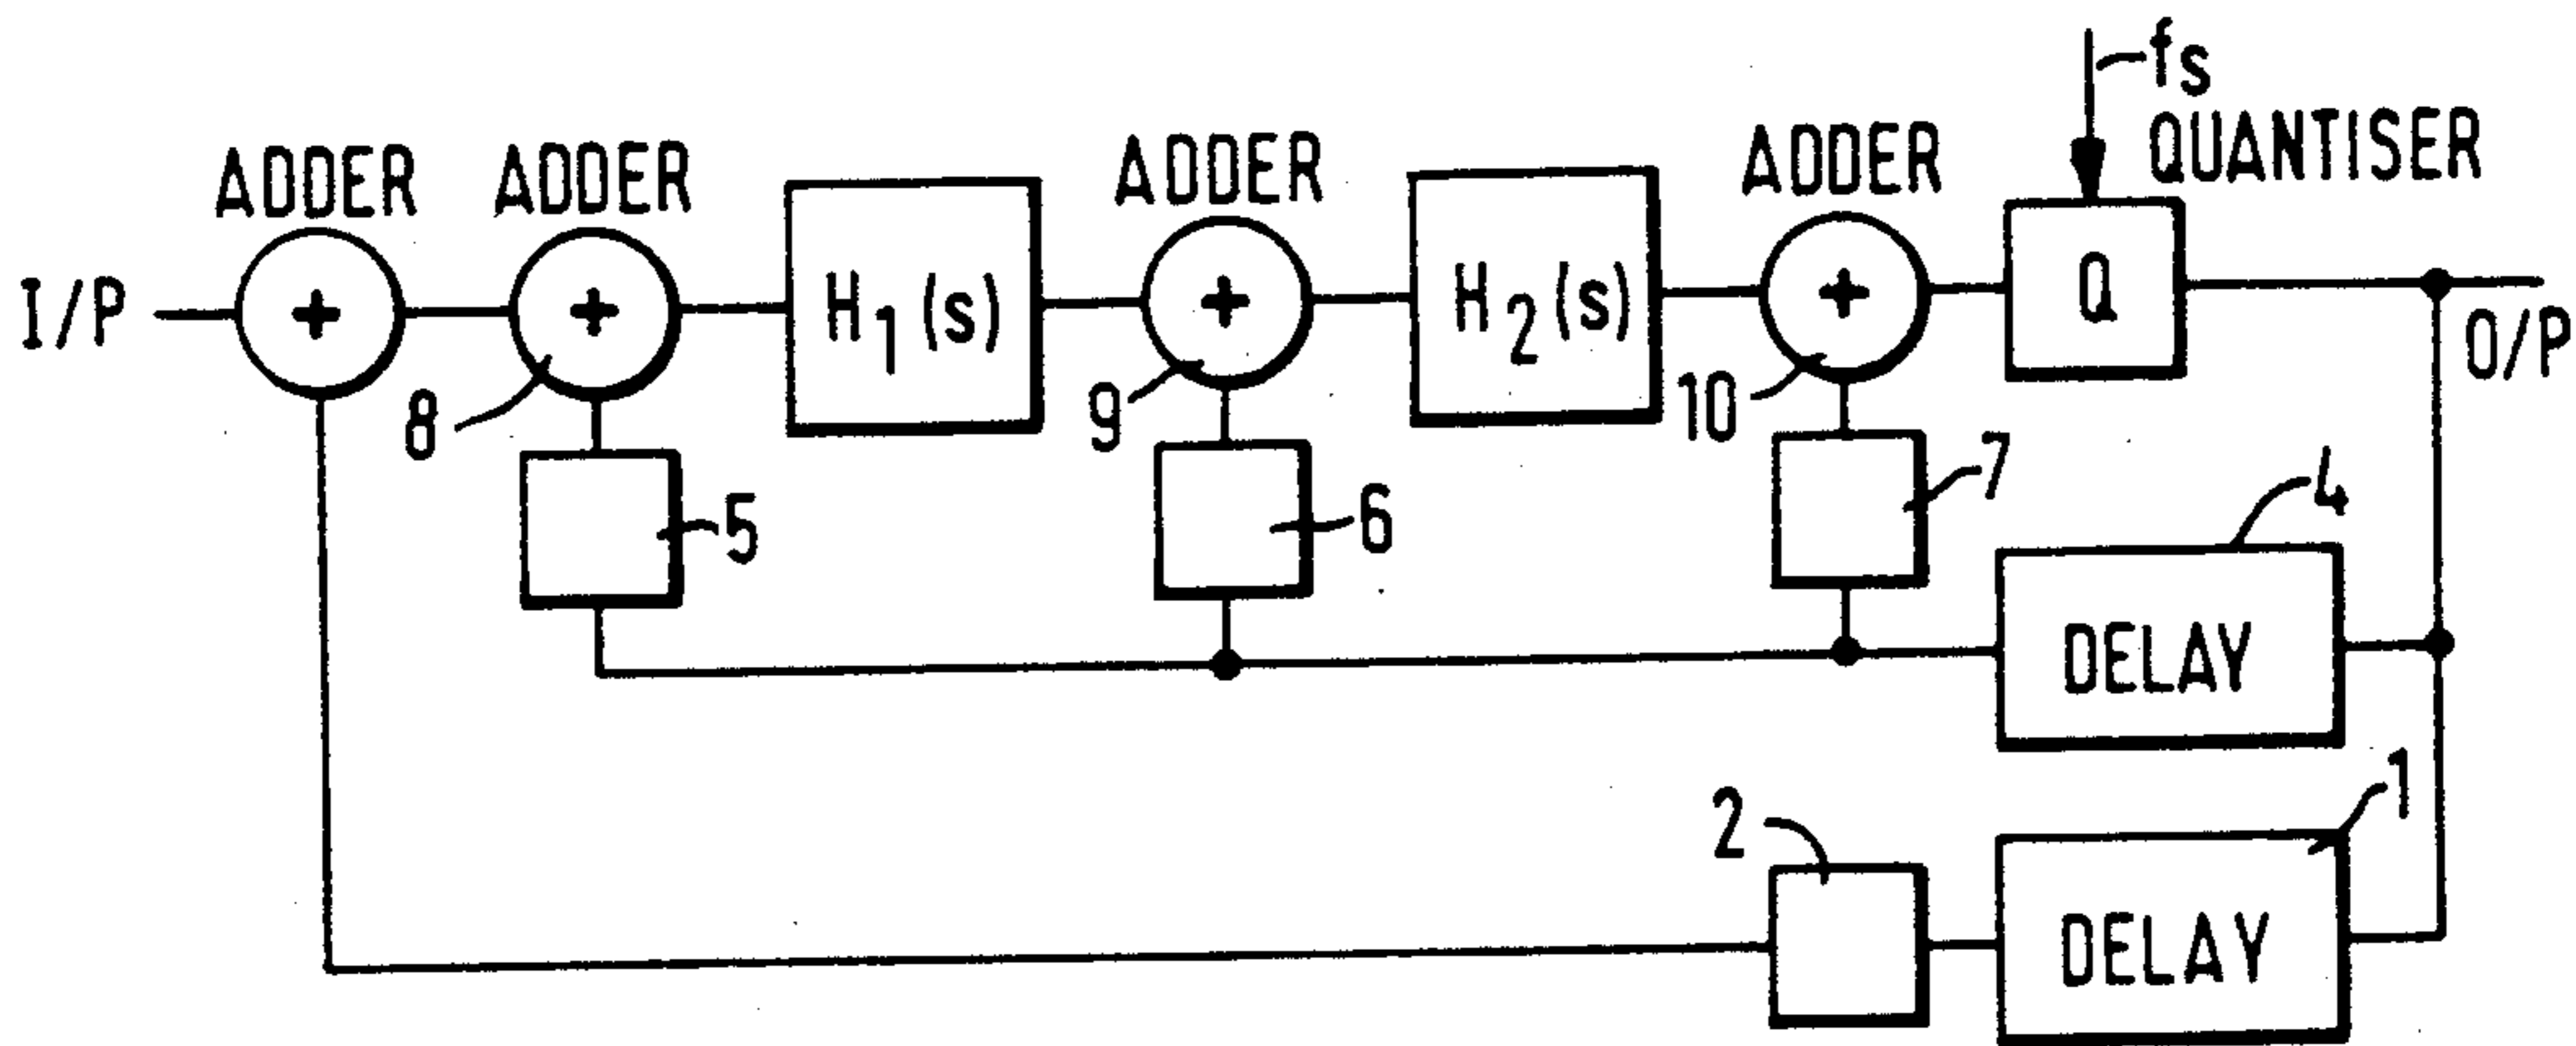 fs
ADDER ADDER ADDER ADDER QUANTISER
I/P + + H1(s) + H2(s) + Q O/P
8 9 10
5 6 7 4
DELAY
2 1
DELAY